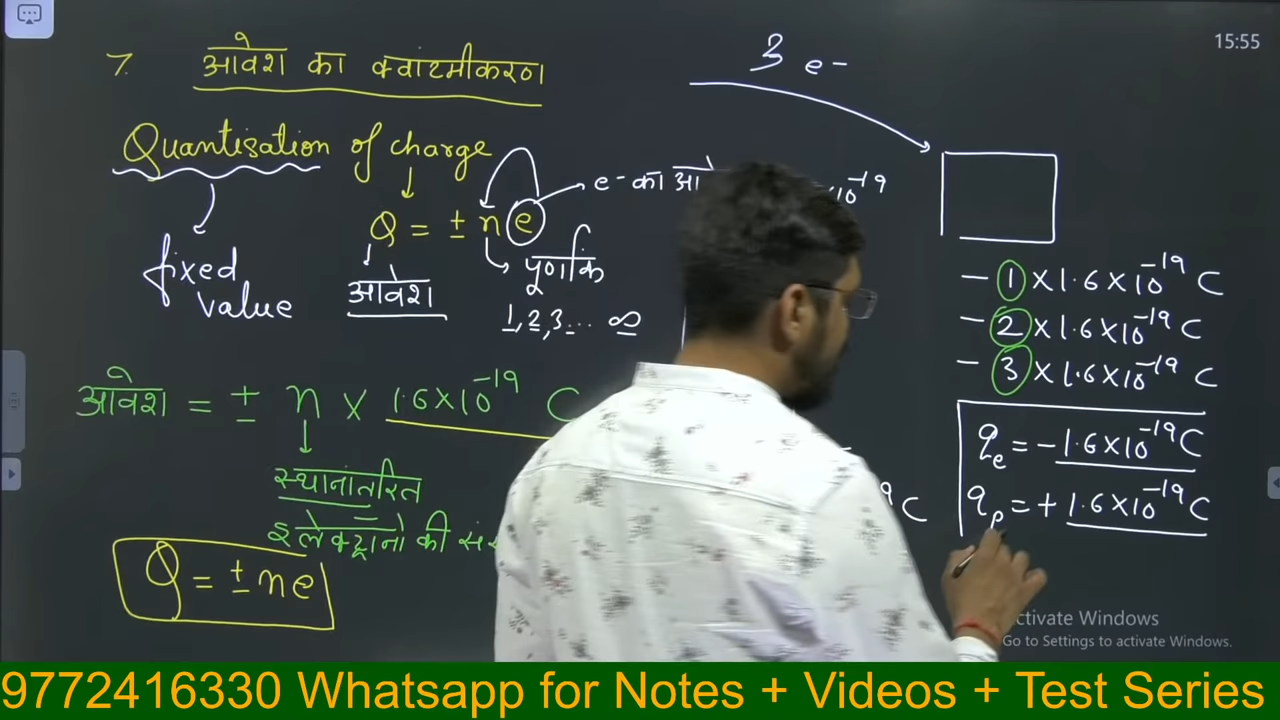 15:55
7. आवेश का क्वांटमीकरण
3 e-
Quantisation of charge
e- का
×10⁻¹⁹
Q = ± n e
fixed value
आवेश
पूर्णांक
1,2,3... ∞
- 1 × 1.6×10⁻¹⁹ C
- 2 × 1.6×10⁻¹⁹ C
- 3 × 1.6×10⁻¹⁹ C
आवेश = ± n × 1.6×10⁻¹⁹ C
qₑ = - 1.6×10⁻¹⁹ C
qₚ = + 1.6×10⁻¹⁹ C
स्थानांतरित
इलेक्ट्रानो की
C
Q = ± ne
Activate Windows
Go to Settings to activate Windows.
9772416330 Whatsapp for Notes + Videos + Test Series